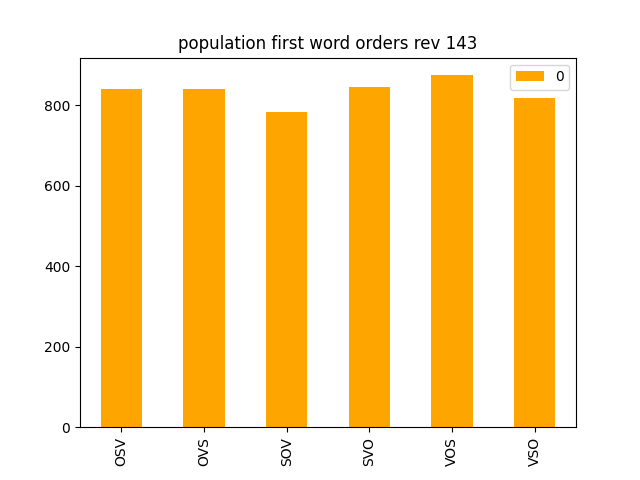 population first word orders rev 143
0
800
600
400
200
0
OSV
OVS
SOV
SVO
VOS
VSO